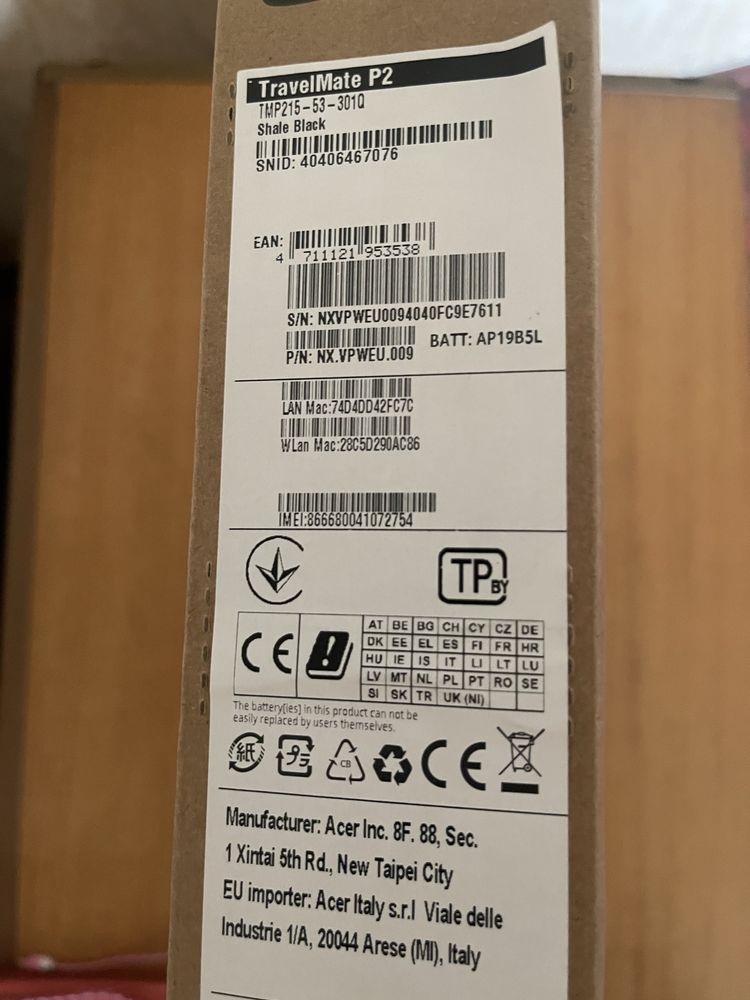 TravelMate P2
TMP215-53-301Q
Shale Black
SNID: 40406467076
EAN:
4 711121 953538
S/N: NXVPWEU0094040FC9E7611
P/N: NX.VPWEU.009 BATT: AP19B5L
LAN Mac:74D4DD42FC7C
WLan Mac:28C5D290AC86
IMEI:866680041072754
TP BY
CE
AT BE BG CH CY CZ DE
DK EE EL ES FI FR HR
HU IE IS IT LI LT LU
LV MT NL PL PT RO SE
SI SK TR UK (NI)
The battery[ies] in this product can not be
easily replaced by users themselves.
紙 プラ CB CE
Manufacturer: Acer Inc. 8F. 88, Sec.
1 Xintai 5th Rd., New Taipei City
EU importer: Acer Italy s.r.l Viale delle
Industrie 1/A, 20044 Arese (MI), Italy